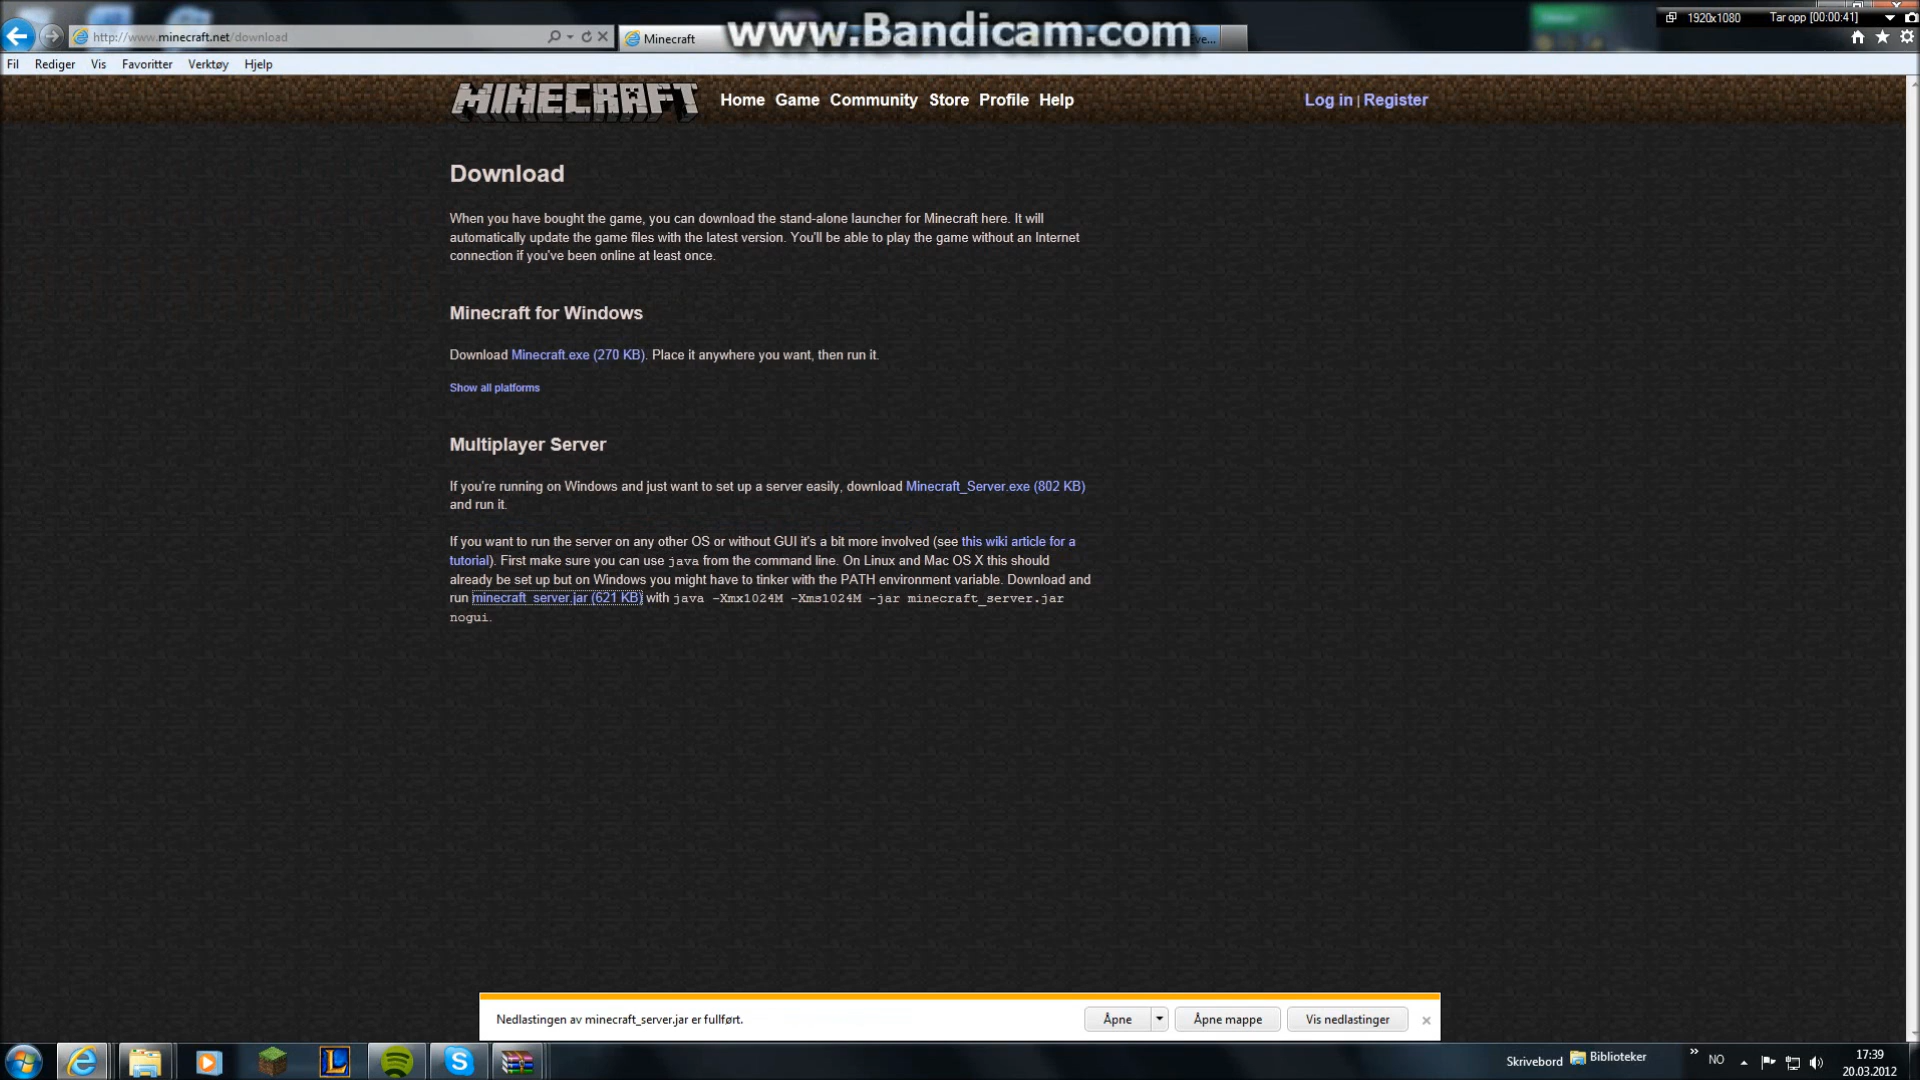 http://www.minecraft.net/download
Minecraft
www.Bandicam.com
1920x1080
Tar opp [00:00:41]
Fil Rediger Vis Favoritter Verktøy Hjelp
MINECRAFT
Home Game Community Store Profile Help
Log in | Register
Download
When you have bought the game, you can download the stand-alone launcher for Minecraft here. It will
automatically update the game files with the latest version. You'll be able to play the game without an Internet
connection if you've been online at least once.
Minecraft for Windows
Download Minecraft.exe (270 KB). Place it anywhere you want, then run it.
Show all platforms
Multiplayer Server
If you're running on Windows and just want to set up a server easily, download Minecraft_Server.exe (802 KB)
and run it.
If you want to run the server on any other OS or without GUI it's a bit more involved (see this wiki article for a
tutorial). First make sure you can use java from the command line. On Linux and Mac OS X this should
already be set up but on Windows you might have to tinker with the PATH environment variable. Download and
run minecraft_server.jar (621 KB) with java -Xmx1024M -Xms1024M -jar minecraft_server.jar
nogui.
Nedlastingen av minecraft_server.jar er fullført.
Åpne
Åpne mappe
Vis nedlastinger
Skrivebord
Biblioteker
NO
17:39
20.03.2012